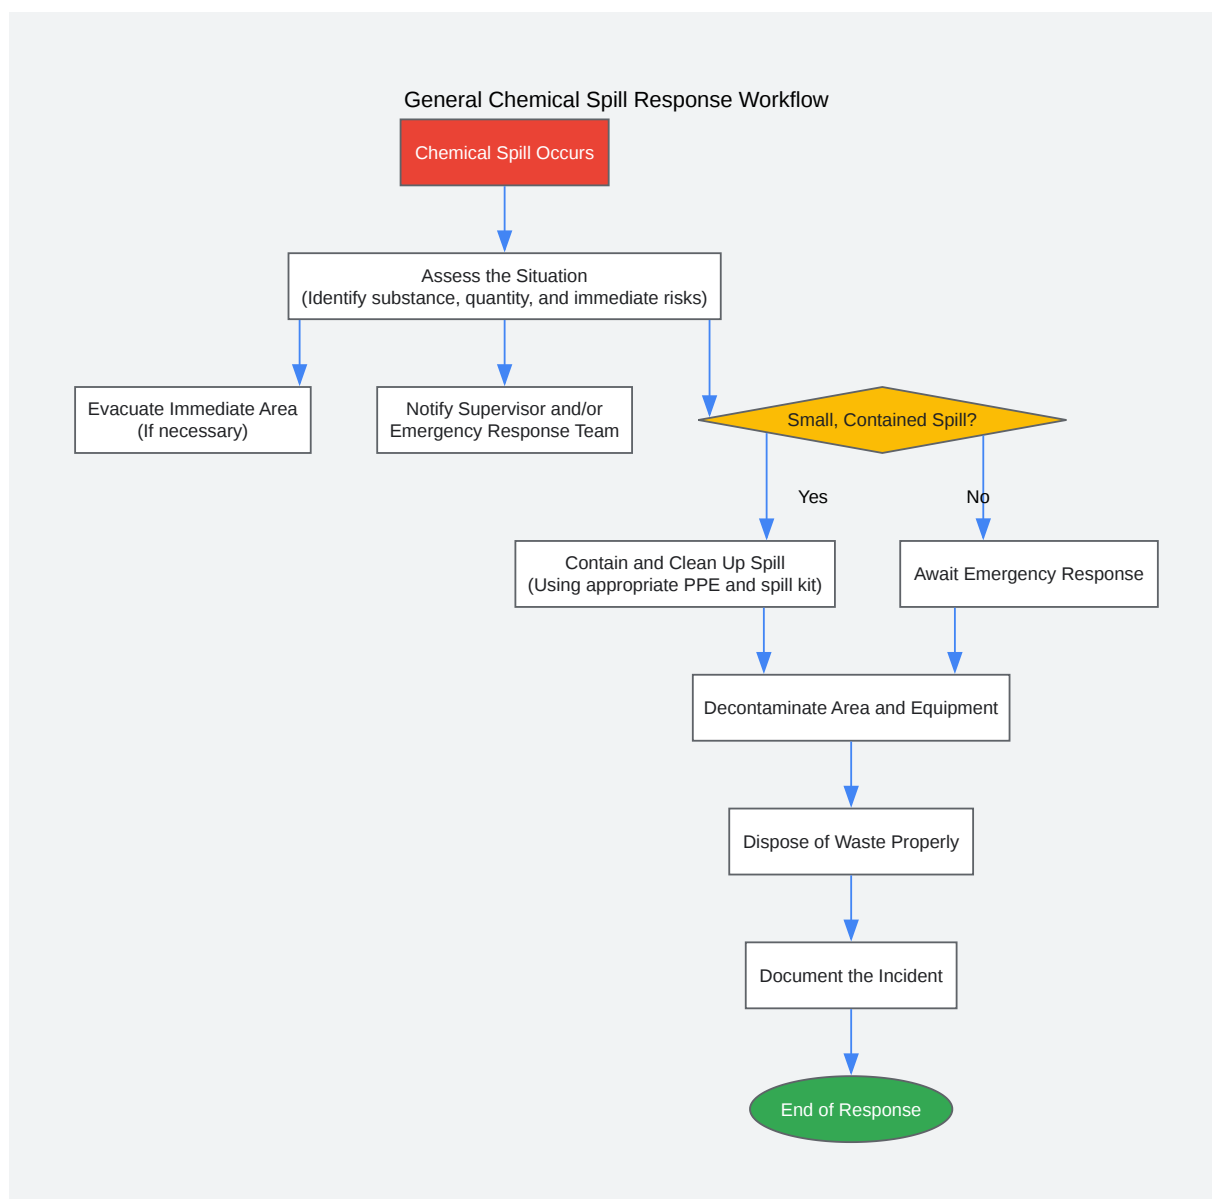 General Chemical Spill Response Workflow
Chemical Spill Occurs
Assess the Situation
(Identify substance, quantity, and immediate risks)
Evacuate Immediate Area
(If necessary)
Notify Supervisor and/or
Emergency Response Team
Small, Contained Spill?
Yes
No
Contain and Clean Up Spill
(Using appropriate PPE and spill kit)
Await Emergency Response
Decontaminate Area and Equipment
Dispose of Waste Properly
Document the Incident
End of Response